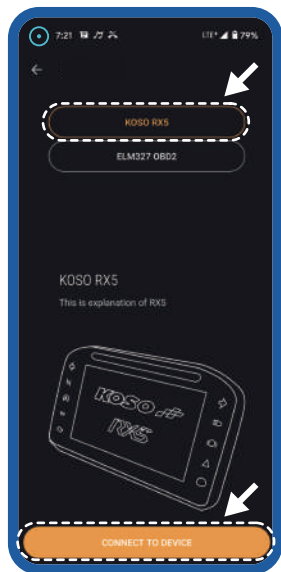 7:21
LTE+ 79%
KOSO RX5
ELM327 OBD2
KOSO RX5
This is explanation of RX5
KOSO
RX5
CONNECT TO DEVICE